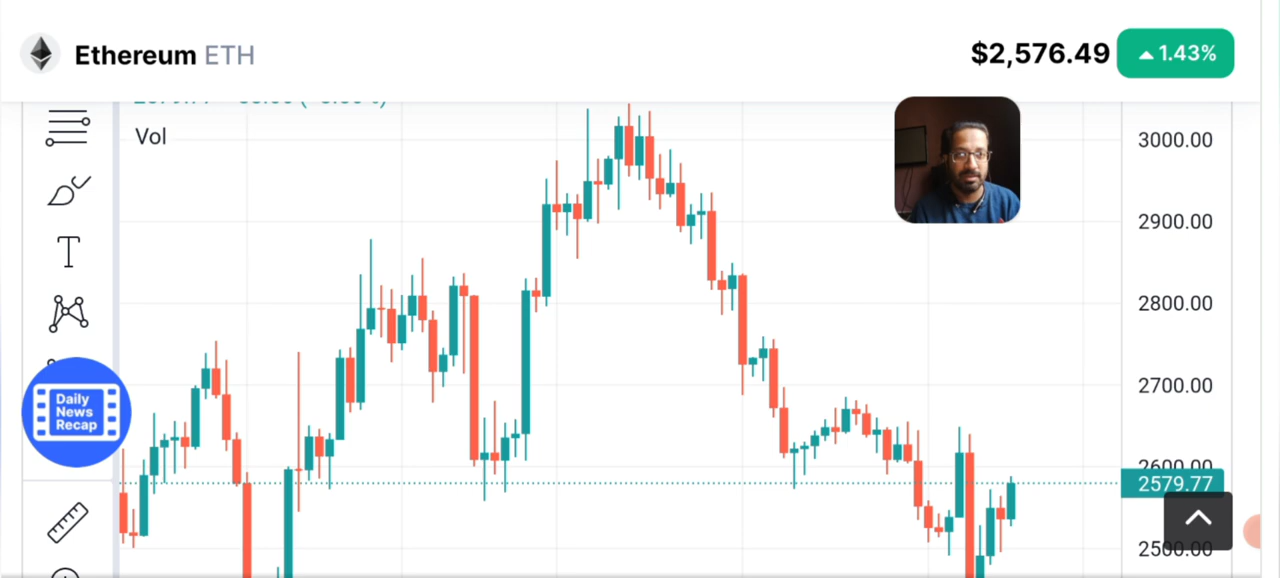 Ethereum ETH
$2,576.49
1.43%
Vol
T
3000.00
2900.00
2800.00
2700.00
2600.00
2579.77
2500.00
Daily
News
Recap